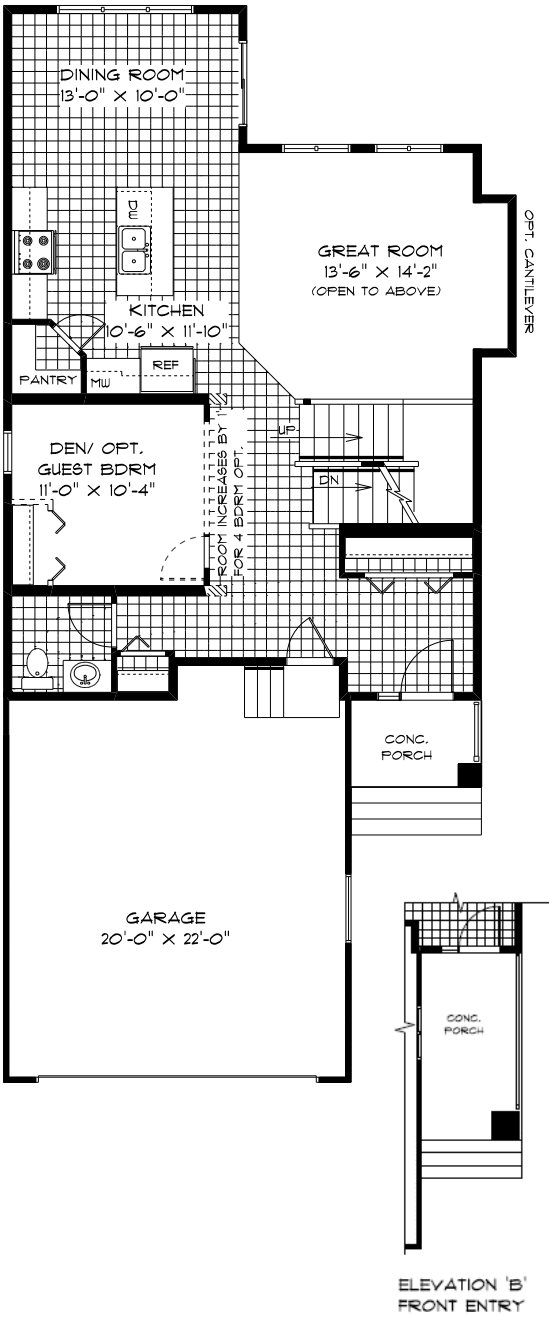 DINING ROOM
13'-0" X 10'-0"
DW
OPT. CANTILEVER
GREAT ROOM
13'-6" X 14'-2"
(OPEN TO ABOVE)
KITCHEN
10'-6" X 11'-10"
REF
PANTRY
MW
UP
DEN/ OPT.
GUEST BDRM
11'-0" X 10'-4"
ROOM INCREASES BY 1'
FOR 4 BDRM OPT.
DN
CONC.
PORCH
GARAGE
20'-0" X 22'-0"
CONC.
PORCH
ELEVATION 'B'
FRONT ENTRY